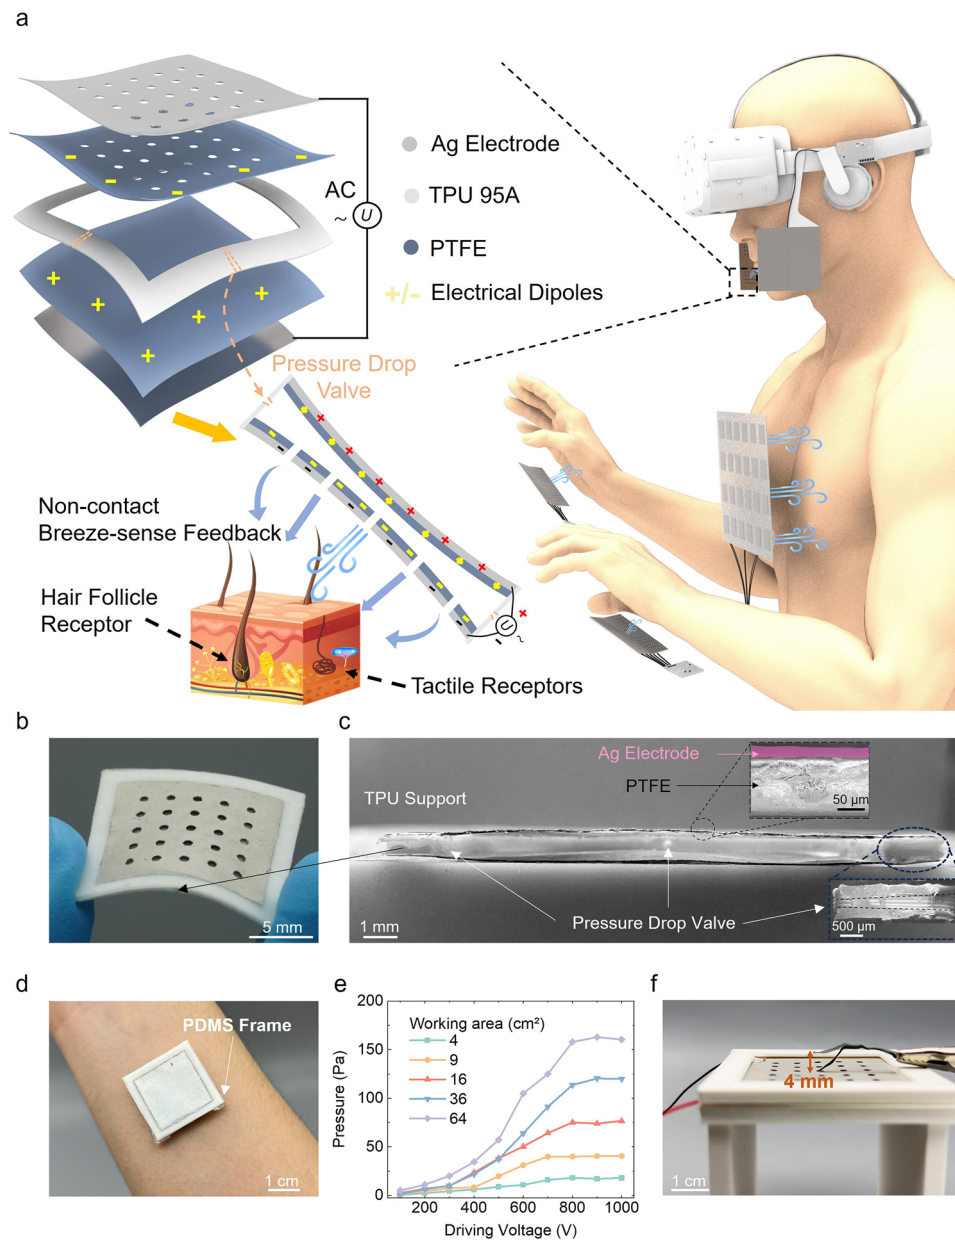 a
Ag Electrode
TPU 95A
AC
~
U
PTFE
+/- Electrical Dipoles
Pressure Drop
Valve
Non-contact
Breeze-sense Feedback
Hair Follicle
Receptor
U
~
Tactile Receptors
b
5 mm
c
Ag Electrode
PTFE
50 μm
TPU Support
Pressure Drop Valve
1 mm
500 μm
d
PDMS Frame
1 cm
e
Working area (cm²)
4
9
16
36
64
Pressure (Pa)
200
150
100
50
0
200
400
600
800
1000
Driving Voltage (V)
f
4 mm
1 cm